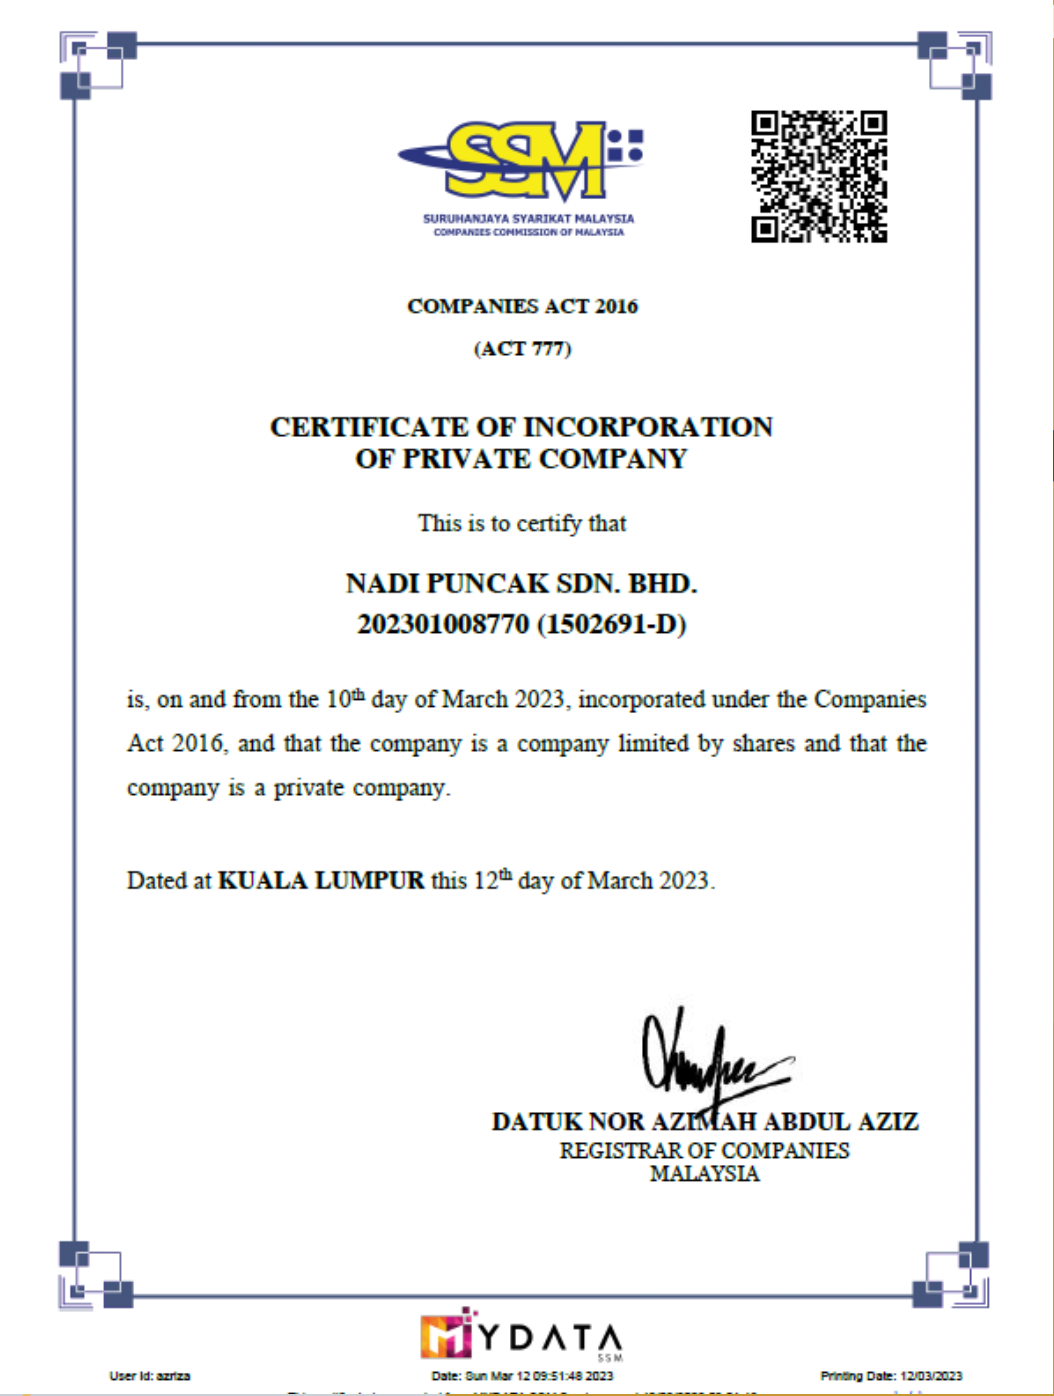 SSM
SURUHANJAYA SYARIKAT MALAYSIA
COMPANIES COMMISSION OF MALAYSIA
COMPANIES ACT 2016
(ACT 777)
CERTIFICATE OF INCORPORATION
OF PRIVATE COMPANY
This is to certify that
NADI PUNCAK SDN. BHD.
202301008770 (1502691-D)
is, on and from the 10th day of March 2023, incorporated under the Companies
Act 2016, and that the company is a company limited by shares and that the
company is a private company.
Dated at KUALA LUMPUR this 12th day of March 2023.
DATUK NOR AZIMAH ABDUL AZIZ
REGISTRAR OF COMPANIES
MALAYSIA
MYDATA
SSM
User Id: azriza Date: Sun Mar 12 09:51:48 2023 Printing Date: 12/03/2023